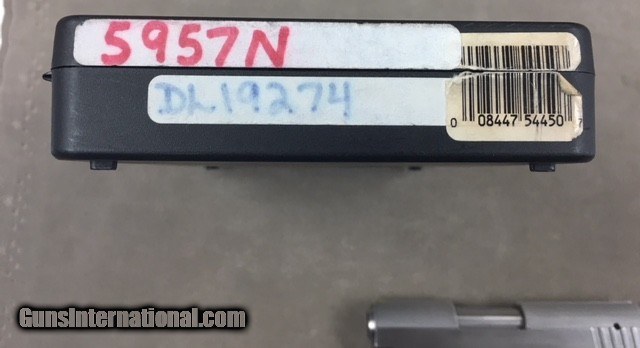 5957N
DL19274
0 08447 54450 7
GunsInternational.com